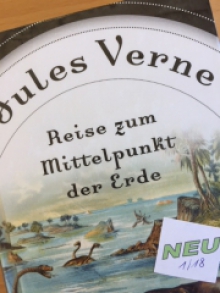 Jules Verne
Reise zum
Mittelpunkt
der Erde
NEU
1/18